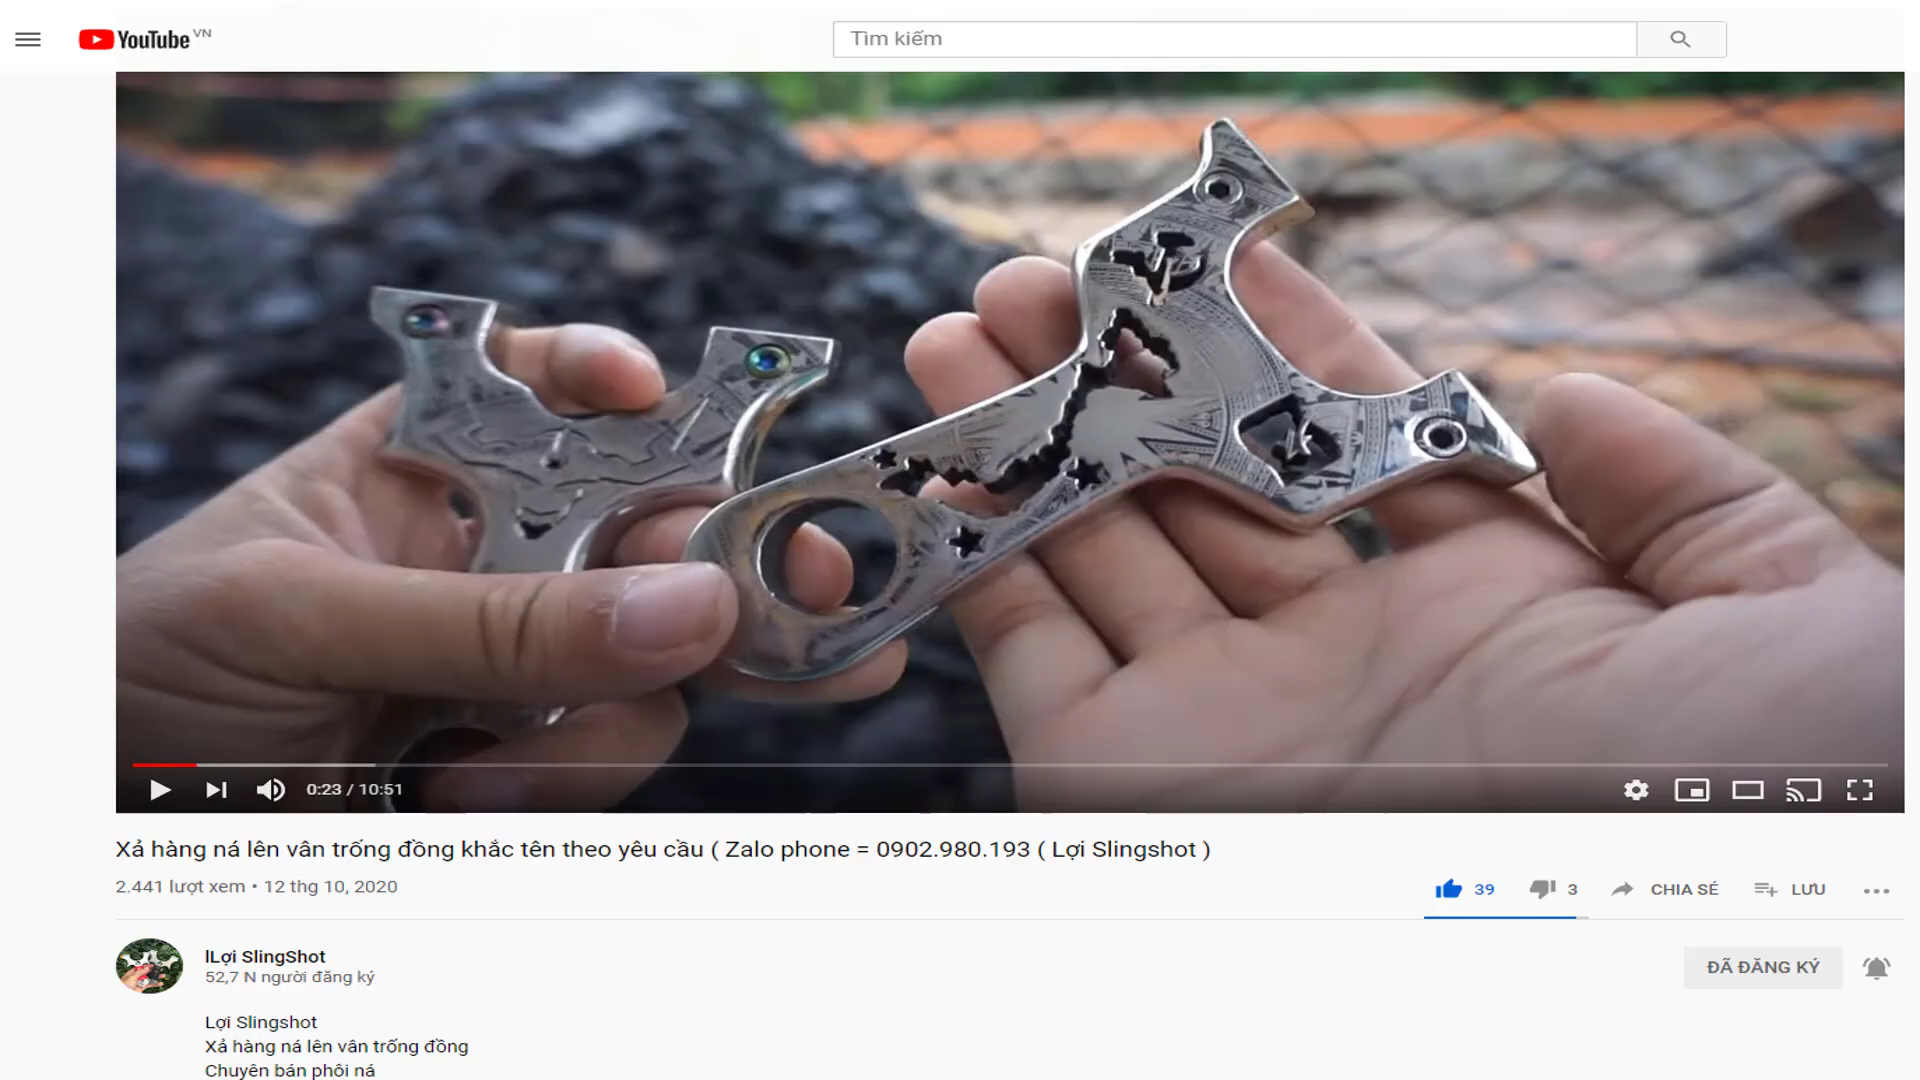 YouTube VN
Tìm kiếm
0:23 / 10:51
Xả hàng ná lên vân trống đồng khắc tên theo yêu cầu ( Zalo phone = 0902.980.193 ( Lợi Slingshot )
2.441 lượt xem • 12 thg 10, 2020
39
3
CHIA SẺ
LƯU
lLợi SlingShot
52,7 N người đăng ký
ĐÃ ĐĂNG KÝ
Lợi Slingshot
Xả hàng ná lên vân trống đồng
Chuyên bán phôi ná